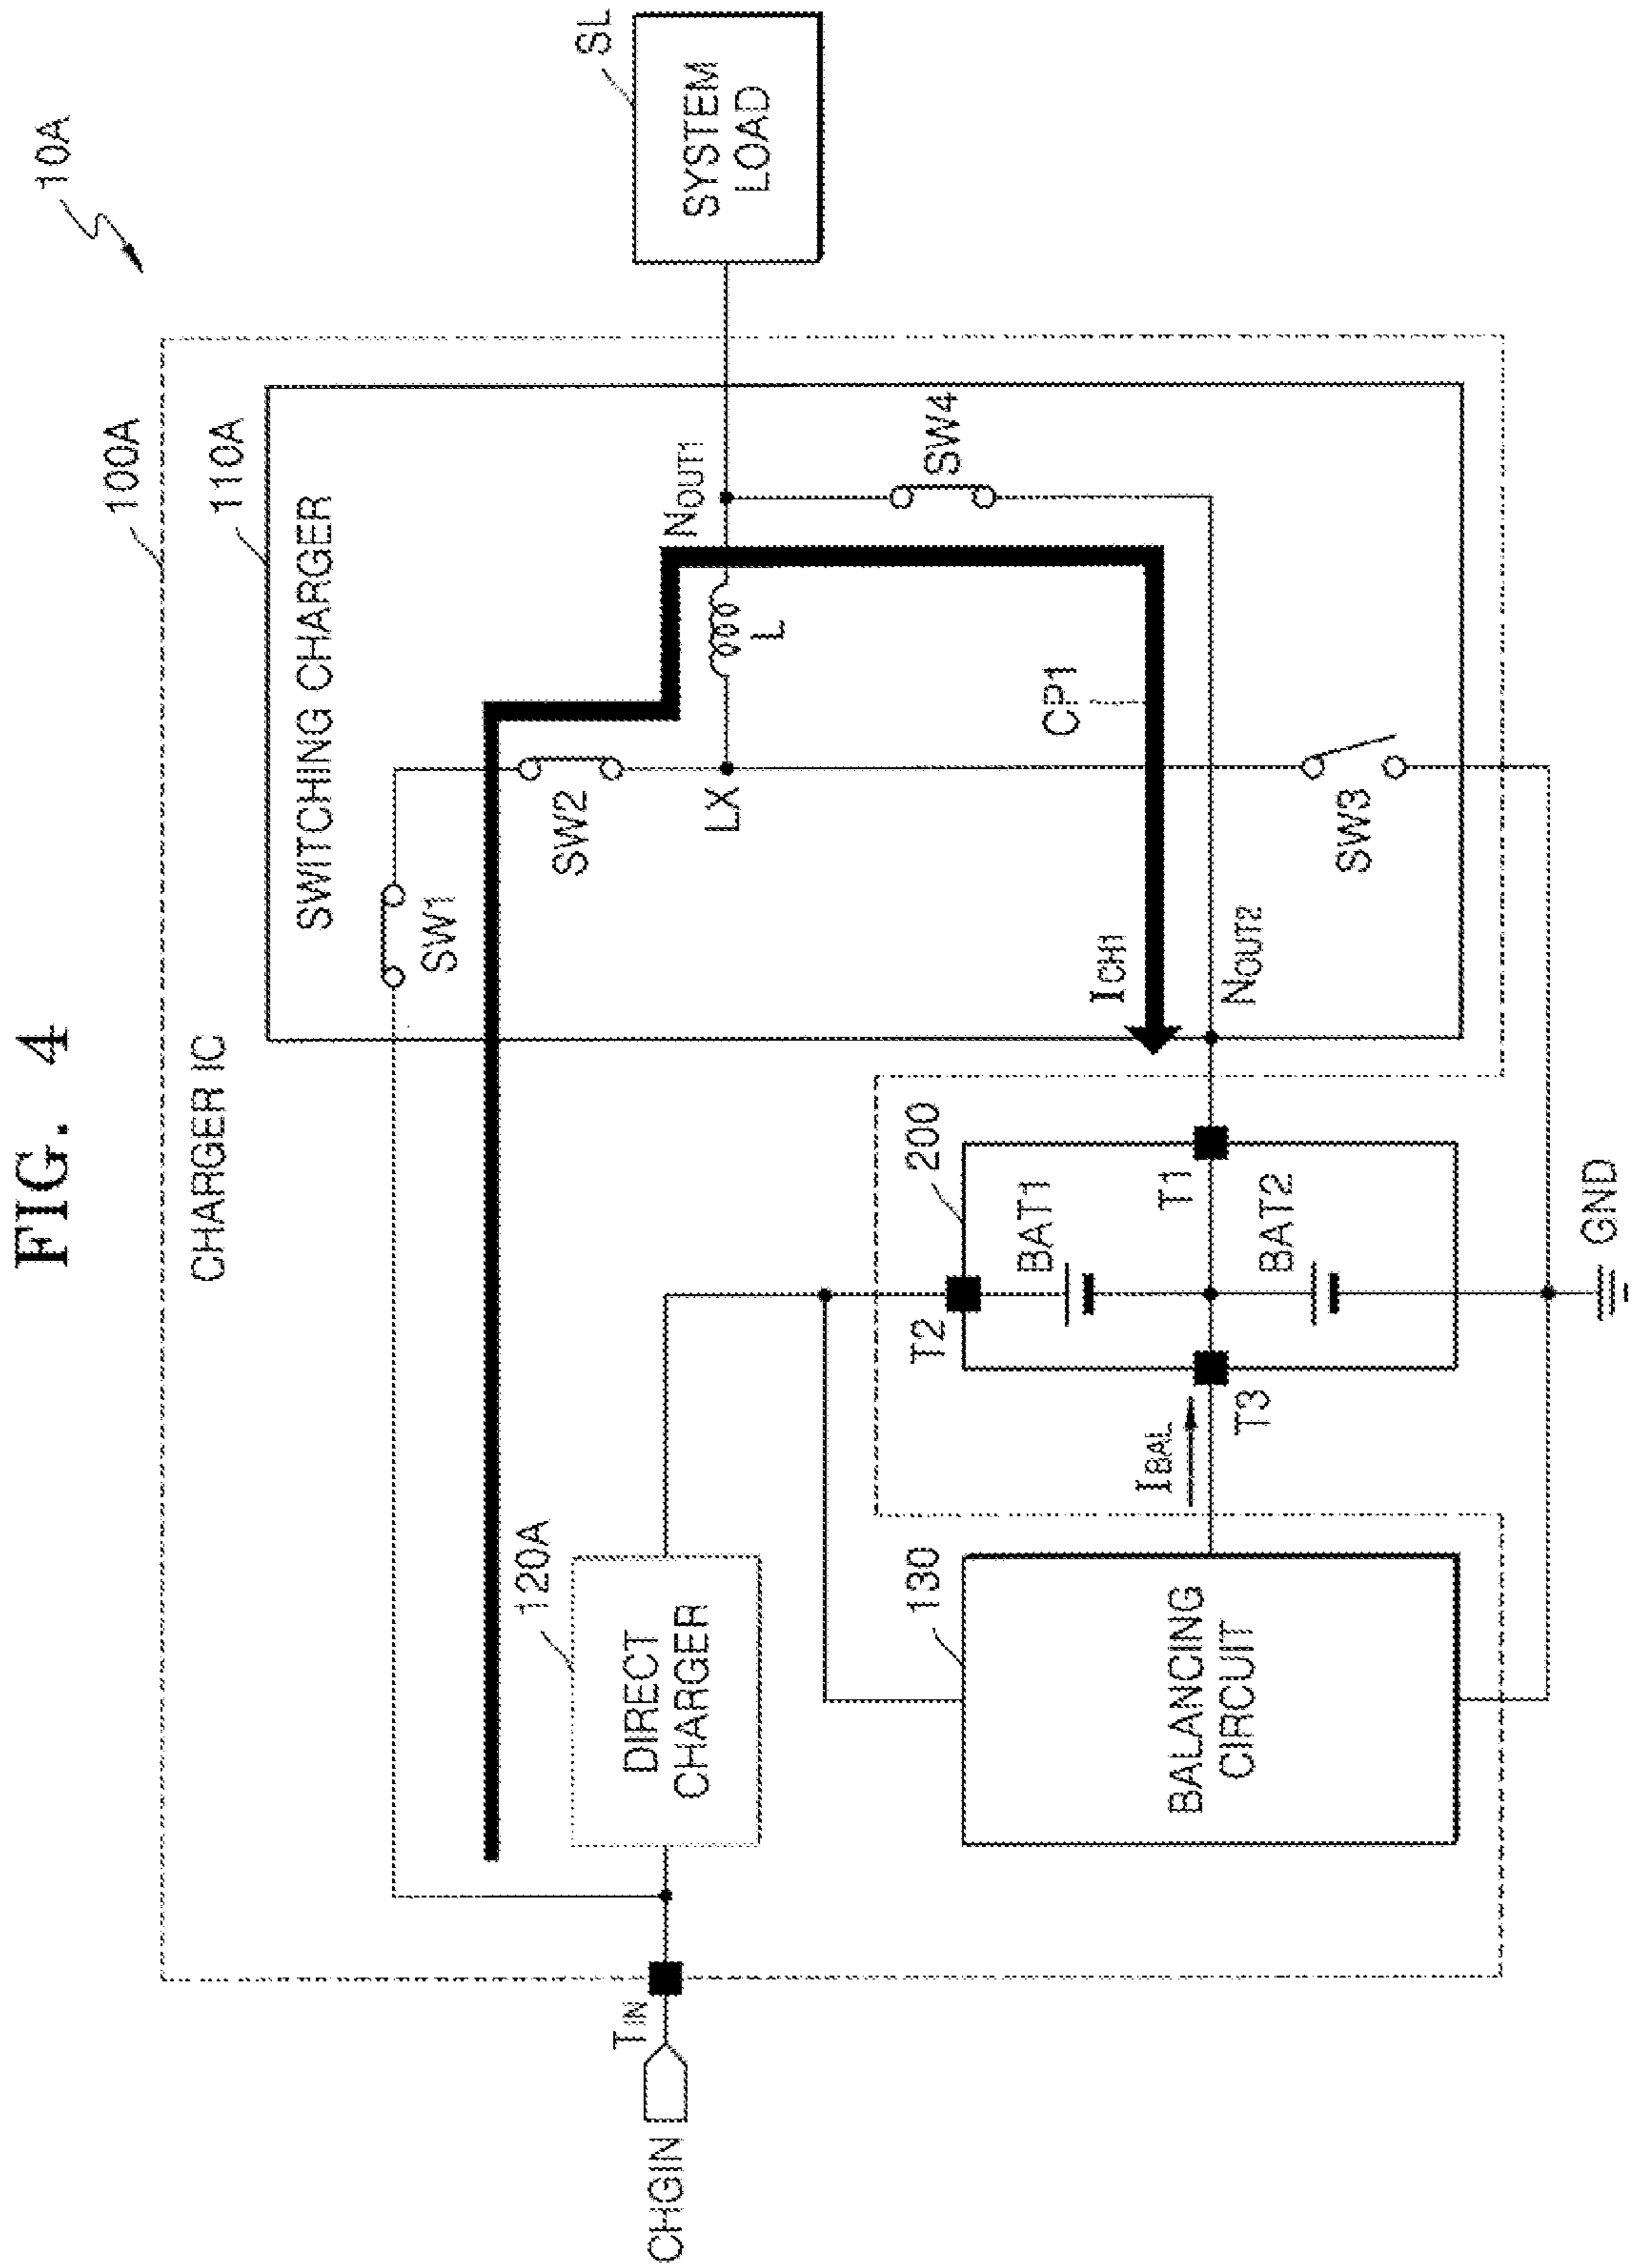 FIG. 4
10A
100A
CHARGER IC
110A
SWITCHING CHARGER
SW1
SW2
LX
L
NOUT1
SW4
SL
SYSTEM
LOAD
CP1
ICH1
NOUT2
SW3
CHGIN
TIN
120A
DIRECT
CHARGER
130
BALANCING
CIRCUIT
IBAL
200
T2
BAT1
T1
T3
BAT2
GND